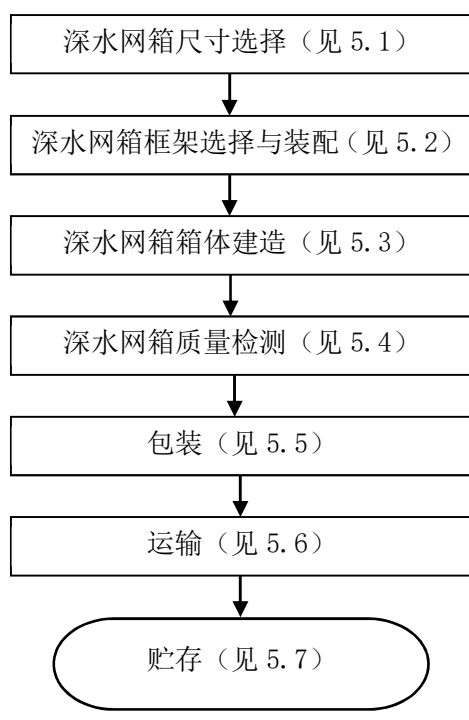 深水网箱尺寸选择（见 5.1）
深水网箱框架选择与装配（见 5.2）
深水网箱箱体建造（见 5.3）
深水网箱质量检测（见 5.4）
包装（见 5.5）
运输（见 5.6）
贮存（见 5.7）